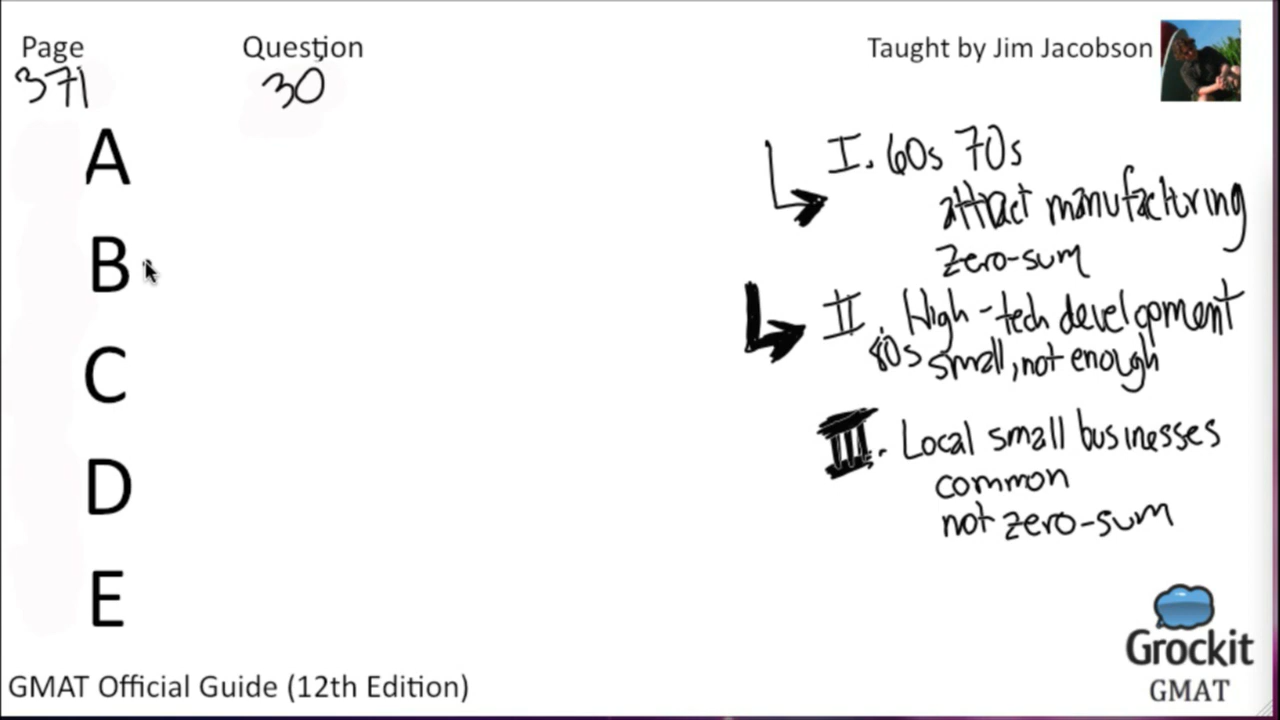 Page
Question
Taught by Jim Jacobson
371
30
A
B
C
D
E
I. 60s 70s
attract manufacturing
zero-sum
II. High-tech development
80s small, not enough
III. Local small businesses
common
not zero-sum
Grockit
GMAT
GMAT Official Guide (12th Edition)